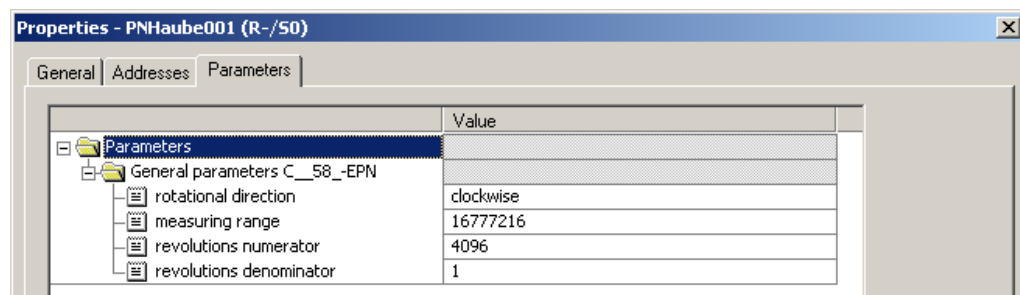 Properties - PNHaube001 (R-/S0)
General Addresses Parameters
Value
Parameters
General parameters C__58_-EPN
rotational direction clockwise
measuring range 16777216
revolutions numerator 4096
revolutions denominator 1